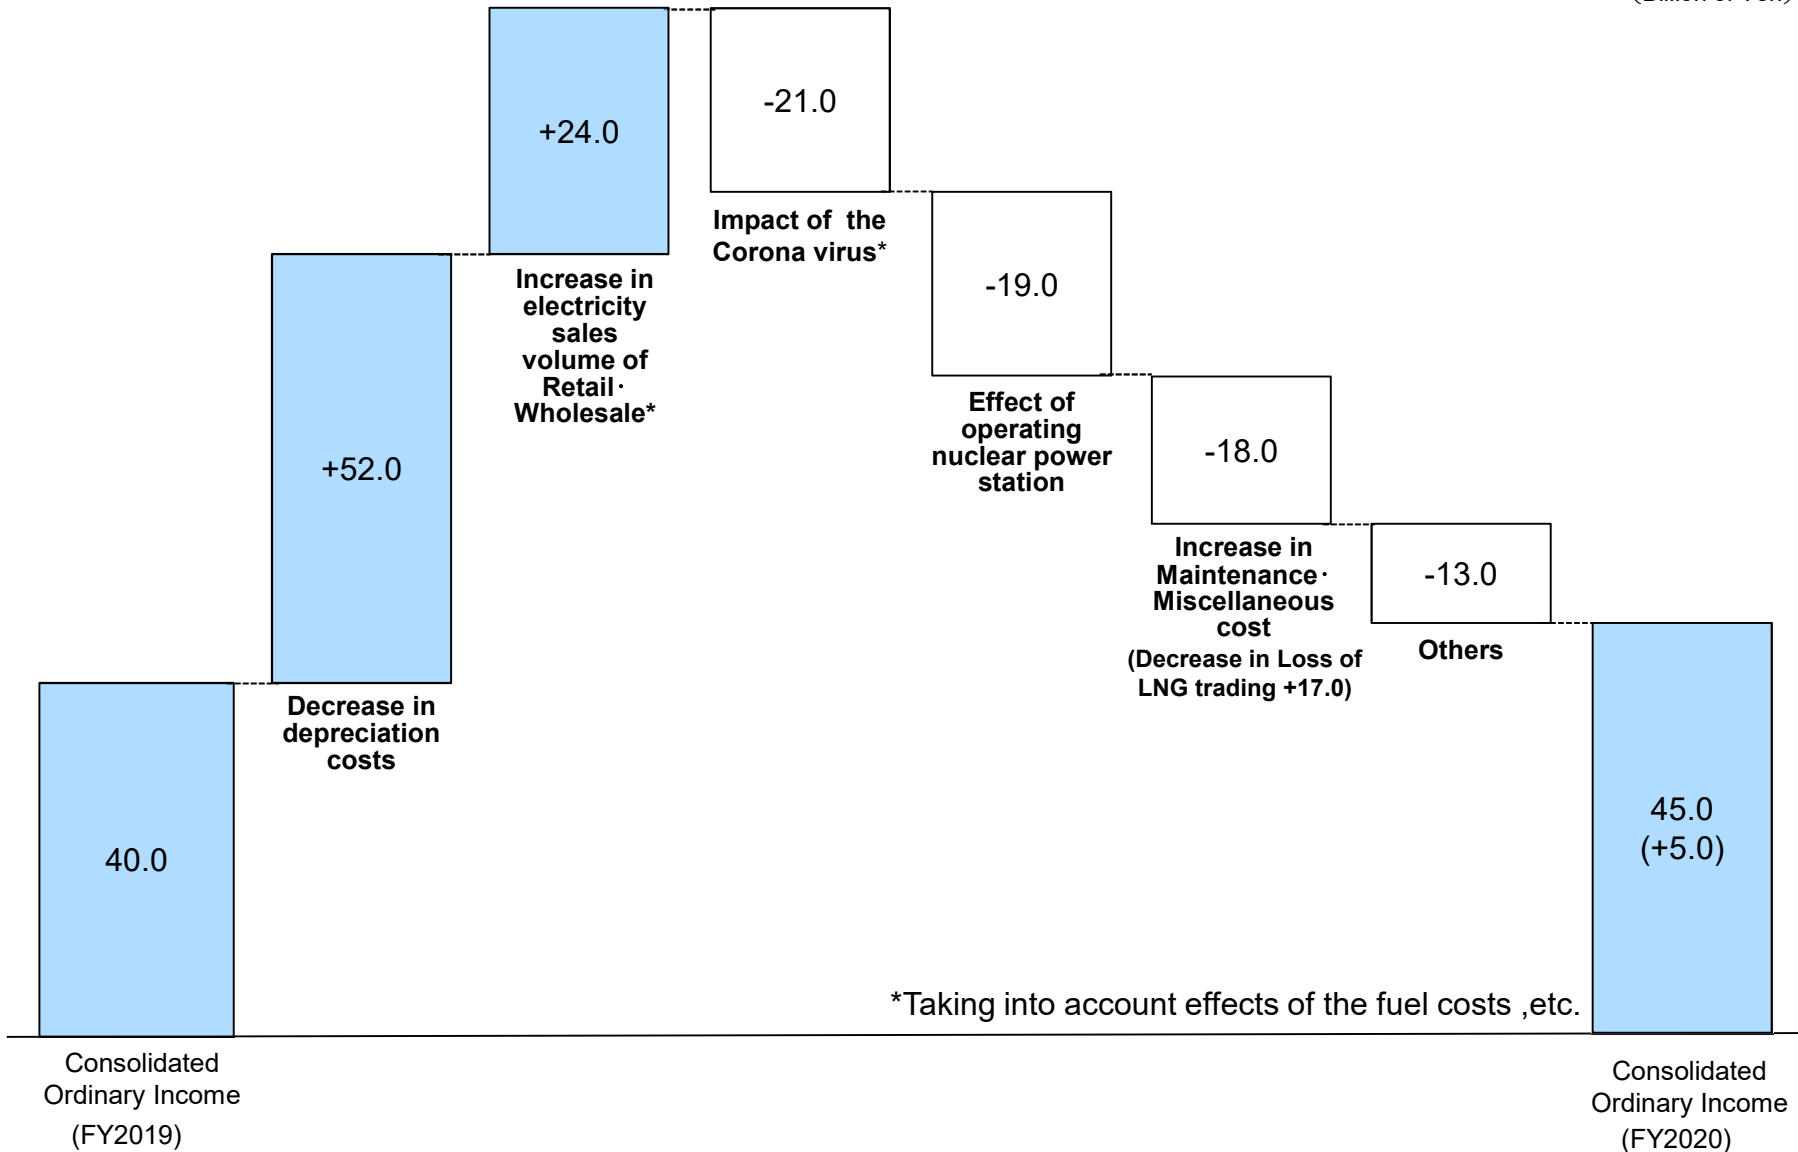 +24.0
-21.0
Impact of the
Corona virus*
-19.0
Increase in
electricity
sales
volume of
Retail･
Wholesale*
Effect of
operating
nuclear power
station
+52.0
-18.0
Increase in
Maintenance･
Miscellaneous
cost
(Decrease in Loss of
LNG trading +17.0)
-13.0
Others
Decrease in
depreciation
costs
40.0
45.0
(+5.0)
*Taking into account effects of the fuel costs ,etc.
Consolidated
Ordinary Income
(FY2019)
Consolidated
Ordinary Income
(FY2020)